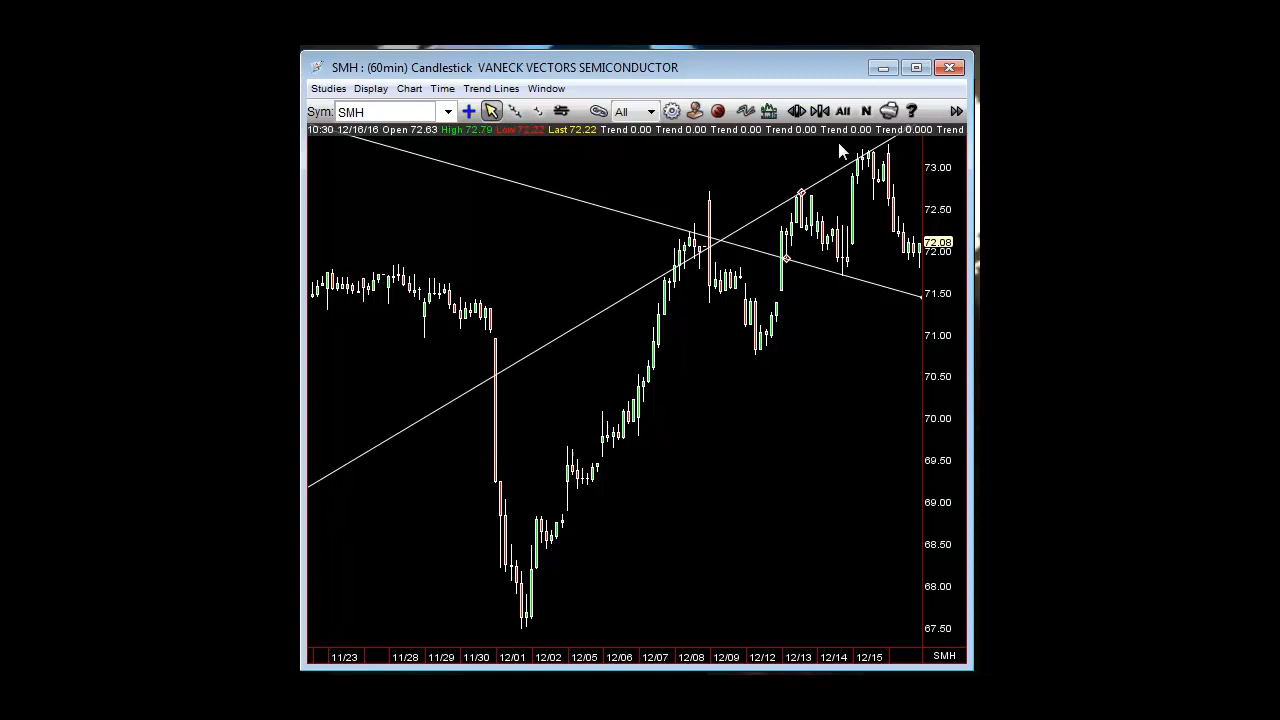 SMH : (60min) Candlestick VANECK VECTORS SEMICONDUCTOR
Studies Display Chart Time Trend Lines Window
Sym: SMH All All N ?
10:30 12/16/16 Open 72.63 High 72.79 Low 72.22 Last 72.22 Trend 0.00 Trend 0.00 Trend 0.00 Trend 0.00 Trend 0.00 Trend 0.000 Trend
73.00
72.50
72.08
72.00
71.50
71.00
70.50
70.00
69.50
69.00
68.50
68.00
67.50
11/23 11/28 11/29 11/30 12/01 12/02 12/05 12/06 12/07 12/08 12/09 12/12 12/13 12/14 12/15 SMH